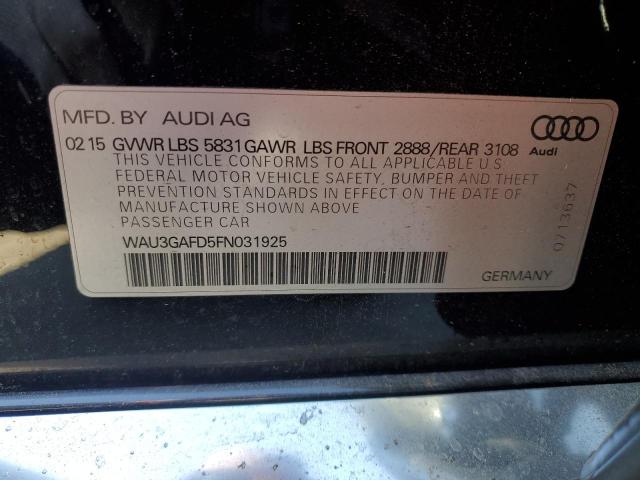 MFD. BY AUDI AG
Audi
02 15 GVWR LBS 5831 GAWR LBS FRONT 2888/REAR 3108
THIS VEHICLE CONFORMS TO ALL APPLICABLE U.S.
FEDERAL MOTOR VEHICLE SAFETY, BUMPER AND THEFT
PREVENTION STANDARDS IN EFFECT ON THE DATE OF
MANUFACTURE SHOWN ABOVE.
PASSENGER CAR
WAU3GAFD5FN031925
0713637
GERMANY